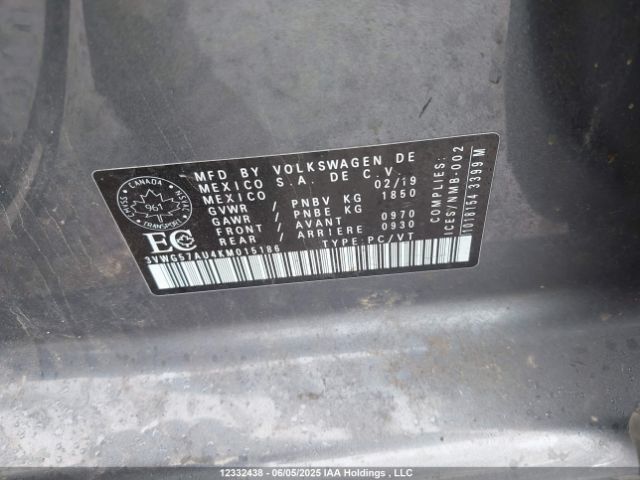 CANADA
961
TRANSPORT
MFD BY VOLKSWAGEN DE
MEXICO S.A. DE C.V.
MEXICO 02/19
GVWR / PNBV KG 1850
GAWR / PNBE KG
FRONT / AVANT 0970
REAR / ARRIERE 0930
TYPE:PC/VT
EC
3VWG57AU4KM015186
COMPLIES:
ICES/NMB-002
1018154 3399 M
12332438 - 06/05/2025 IAA Holdings , LLC